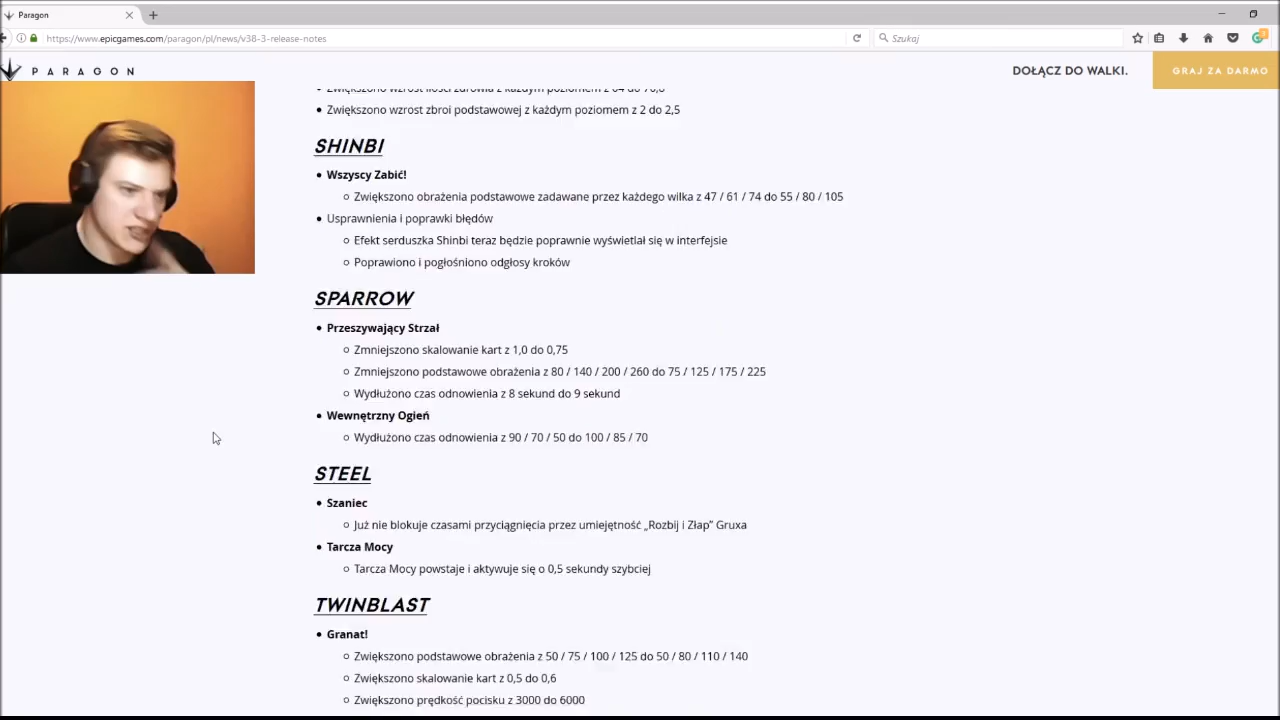 Paragon
https://www.epicgames.com/paragon/pl/news/v38-3-release-notes
Szukaj
PARAGON
DOŁĄCZ DO WALKI.
GRAJ ZA DARMO
Zwiększono wzrost ilości zdrowia z każdym poziomem z 64 do
• Zwiększono wzrost zbroi podstawowej z każdym poziomem z 2 do 2,5
SHINBI
• Wszyscy Zabić!
○ Zwiększono obrażenia podstawowe zadawane przez każdego wilka z 47 / 61 / 74 do 55 / 80 / 105
• Usprawnienia i poprawki błędów
○ Efekt serduszka Shinbi teraz będzie poprawnie wyświetlał się w interfejsie
○ Poprawiono i pogłośniono odgłosy kroków
SPARROW
• Przeszywający Strzał
○ Zmniejszono skalowanie kart z 1,0 do 0,75
○ Zmniejszono podstawowe obrażenia z 80 / 140 / 200 / 260 do 75 / 125 / 175 / 225
○ Wydłużono czas odnowienia z 8 sekund do 9 sekund
• Wewnętrzny Ogień
○ Wydłużono czas odnowienia z 90 / 70 / 50 do 100 / 85 / 70
STEEL
• Szaniec
○ Już nie blokuje czasami przyciągnięcia przez umiejętność „Rozbij i Złap” Gruxa
• Tarcza Mocy
○ Tarcza Mocy powstaje i aktywuje się o 0,5 sekundy szybciej
TWINBLAST
• Granat!
○ Zwiększono podstawowe obrażenia z 50 / 75 / 100 / 125 do 50 / 80 / 110 / 140
○ Zwiększono skalowanie kart z 0,5 do 0,6
○ Zwiększono prędkość pocisku z 3000 do 6000